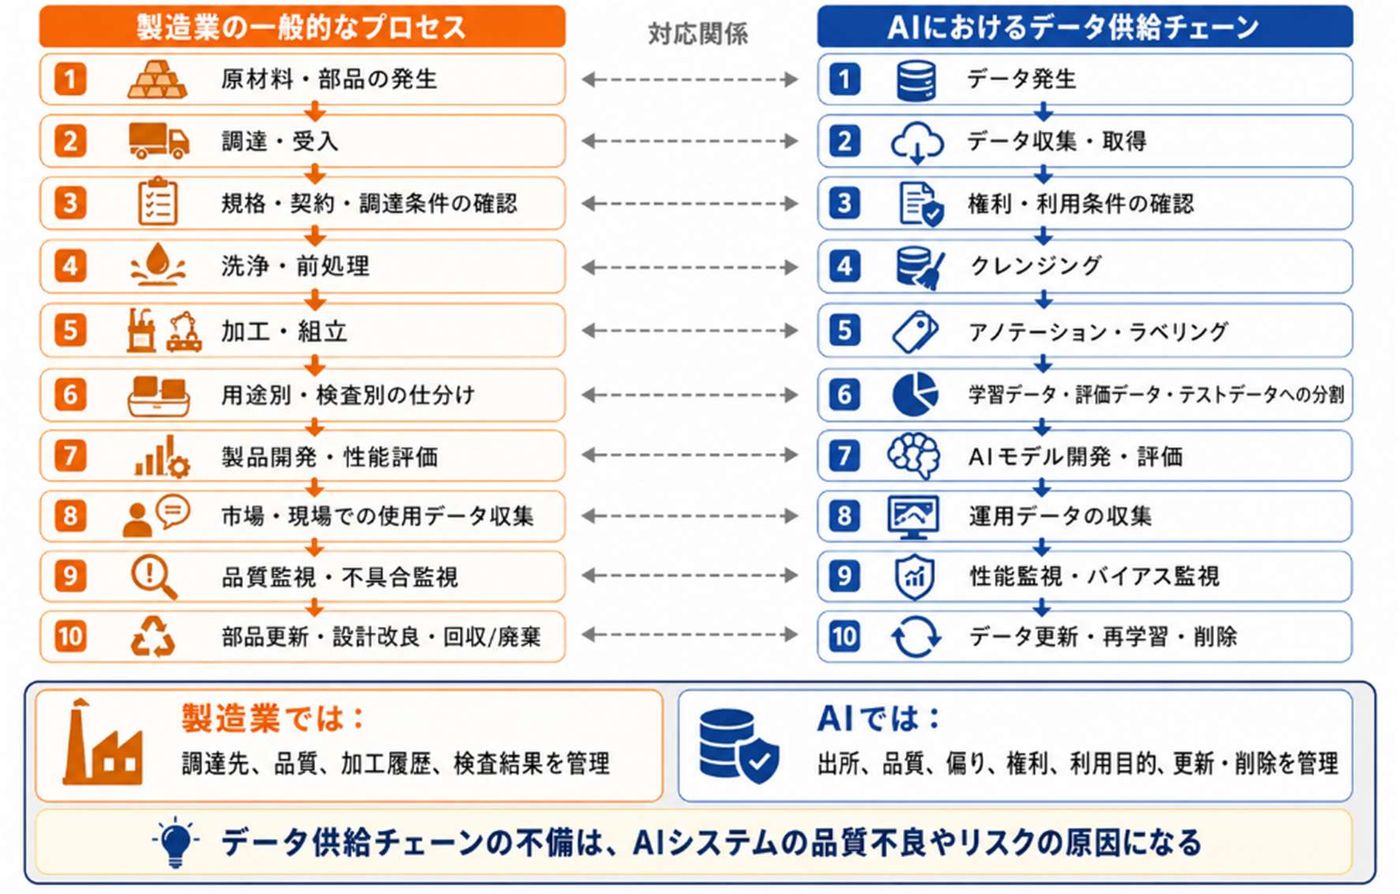 製造業の一般的なプロセス
対応関係
AIにおけるデータ供給チェーン
1 原材料・部品の発生
1 データ発生
2 調達・受入
2 データ収集・取得
3 規格・契約・調達条件の確認
3 権利・利用条件の確認
4 洗浄・前処理
4 クレンジング
5 加工・組立
5 アノテーション・ラベリング
6 用途別・検査別の仕分け
6 学習データ・評価データ・テストデータへの分割
7 製品開発・性能評価
7 AIモデル開発・評価
8 市場・現場での使用データ収集
8 運用データの収集
9 品質監視・不具合監視
9 性能監視・バイアス監視
10 部品更新・設計改良・回収/廃棄
10 データ更新・再学習・削除
製造業では：
調達先、品質、加工履歴、検査結果を管理
AIでは：
出所、品質、偏り、権利、利用目的、更新・削除を管理
データ供給チェーンの不備は、AIシステムの品質不良やリスクの原因になる